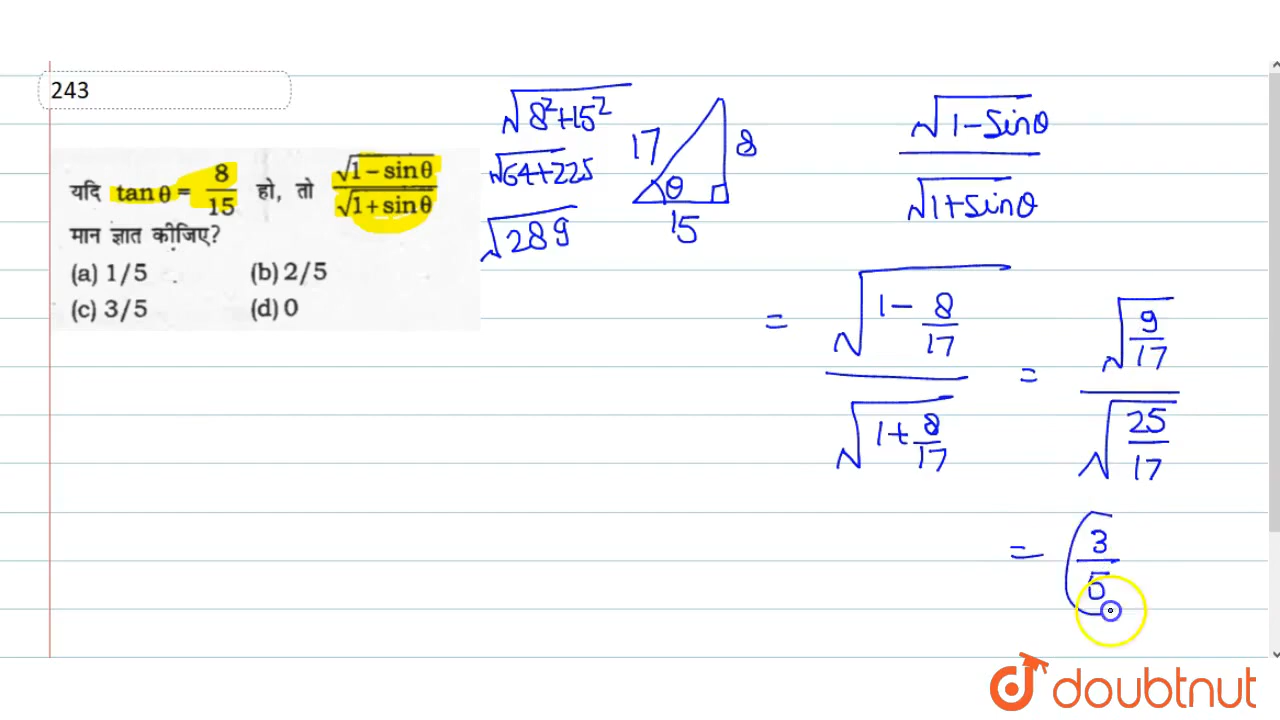 243
यदि tan θ = 8/15 हो, तो √1 − sin θ / √1 + sin θ
मान ज्ञात कीजिए?
(a) 1/5 (b) 2/5
(c) 3/5 (d) 0
√8²+15²
√64+225
√289
17 8
θ
15
√1 − Sinθ / √1 + Sinθ
= √1 − 8/17 / √1 + 8/17 = √9/17 / √25/17
= 3/5
doubtnut